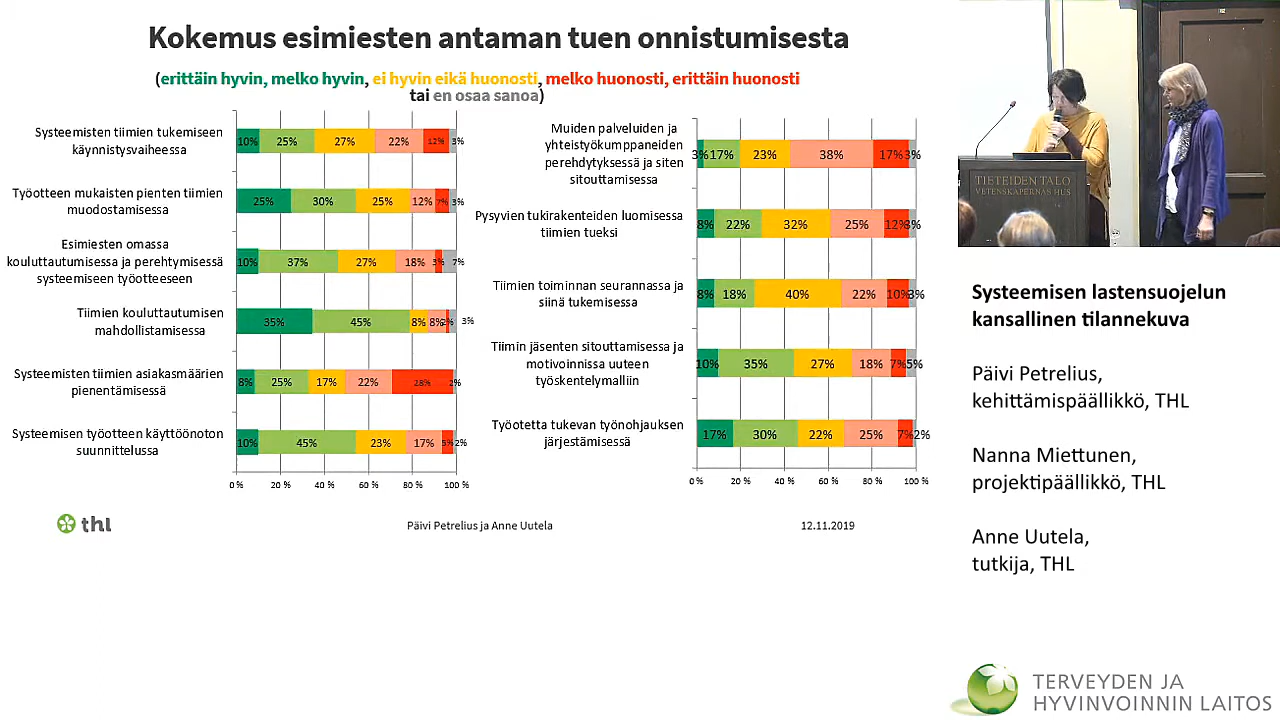 Kokemus esimiesten antaman tuen onnistumisesta
(erittäin hyvin, melko hyvin, ei hyvin eikä huonosti, melko huonosti, erittäin huonosti
tai en osaa sanoa)
Systeemisten tiimien tukemiseen
käynnistysvaiheessa
10% 25% 27% 22% 12% 3%
Työotteen mukaisten pienten tiimien
muodostamisessa
25% 30% 25% 12% 7% 3%
Esimiesten omassa
kouluttautumisessa ja perehtymisessä
systeemiseen työotteeseen
10% 37% 27% 18% 3% 7%
Tiimien kouluttautumisen
mahdollistamisessa
35% 45% 8% 8% 2% 3%
Systeemisten tiimien asiakasmäärien
pienentämisessä
8% 25% 17% 22% 28% 2%
Systeemisen työotteen käyttöönoton
suunnittelussa
10% 45% 23% 17% 5% 2%
0 % 20 % 40 % 60 % 80 % 100 %
Muiden palveluiden ja
yhteistyökumppaneiden
perehdytyksessä ja siten
sitouttamisessa
3% 17% 23% 38% 17% 3%
Pysyvien tukirakenteiden luomisessa
tiimien tueksi
8% 22% 32% 25% 12% 3%
Tiimien toiminnan seurannassa ja
siinä tukemisessa
8% 18% 40% 22% 10% 3%
Tiimin jäsenten sitouttamisessa ja
motivoinnissa uuteen
työskentelymalliin
10% 35% 27% 18% 7% 5%
Työotetta tukevan työnohjauksen
järjestämisessä
17% 30% 22% 25% 7% 2%
0 % 20 % 40 % 60 % 80 % 100 %
thl
Päivi Petrelius ja Anne Uutela
12.11.2019
TIETEIDEN TALO
VETENSKAPERNAS HUS
Systeemisen lastensuojelun
kansallinen tilannekuva
Päivi Petrelius,
kehittämispäällikkö, THL
Nanna Miettunen,
projektipäällikkö, THL
Anne Uutela,
tutkija, THL
TERVEYDEN JA
HYVINVOINNIN LAITOS